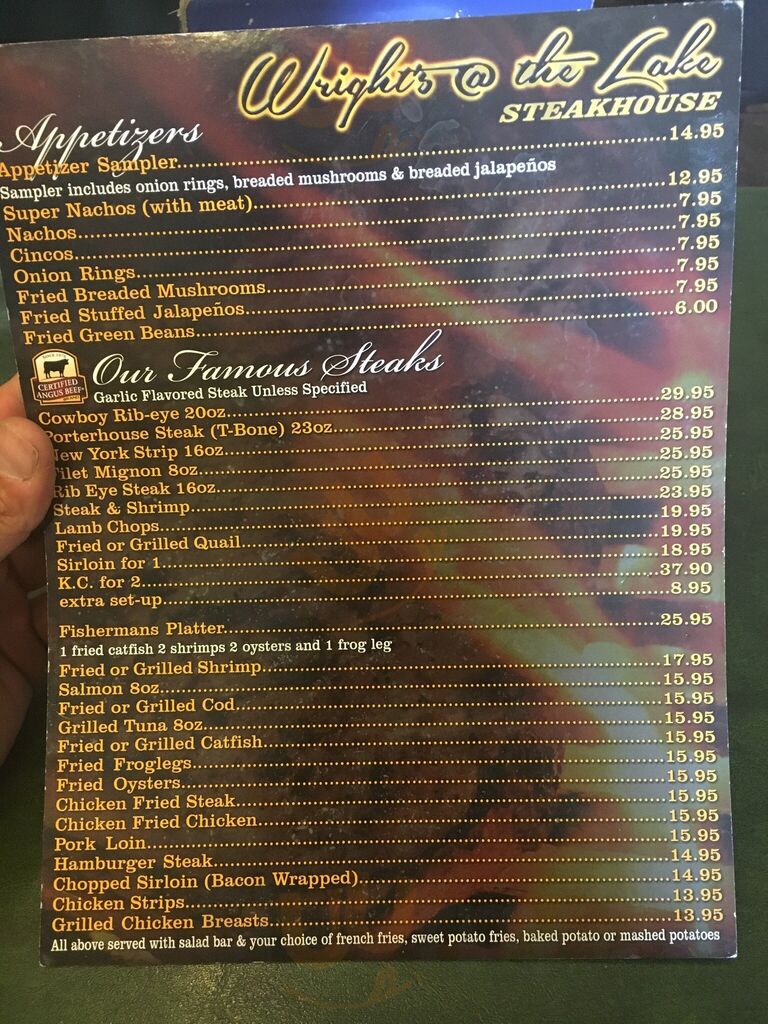 Wright's @ the Lake
STEAKHOUSE
Appetizers
Appetizer Sampler.....14.95
Sampler includes onion rings, breaded mushrooms & breaded jalapeños
Super Nachos (with meat).....12.95
Nachos.....7.95
Cincos.....7.95
Onion Rings.....7.95
Fried Breaded Mushrooms.....7.95
Fried Stuffed Jalapeños.....7.95
Fried Green Beans.....6.00
CERTIFIED
ANGUS BEEF
Our Famous Steaks
Garlic Flavored Steak Unless Specified
Cowboy Rib-eye 20oz.....29.95
Porterhouse Steak (T-Bone) 23oz.....28.95
New York Strip 16oz.....25.95
Filet Mignon 8oz.....25.95
Rib Eye Steak 16oz.....25.95
Steak & Shrimp.....23.95
Lamb Chops.....19.95
Fried or Grilled Quail.....19.95
Sirloin for 1.....18.95
K.C. for 2.....37.90
extra set-up.....8.95
Fishermans Platter.....25.95
1 fried catfish 2 shrimps 2 oysters and 1 frog leg
Fried or Grilled Shrimp.....17.95
Salmon 8oz.....15.95
Fried or Grilled Cod.....15.95
Grilled Tuna 8oz.....15.95
Fried or Grilled Catfish.....15.95
Fried Froglegs.....15.95
Fried Oysters.....15.95
Chicken Fried Steak.....15.95
Chicken Fried Chicken.....15.95
Pork Loin.....15.95
Hamburger Steak.....14.95
Chopped Sirloin (Bacon Wrapped).....14.95
Chicken Strips.....13.95
Grilled Chicken Breasts.....13.95
All above served with salad bar & your choice of french fries, sweet potato fries, baked potato or mashed potatoes